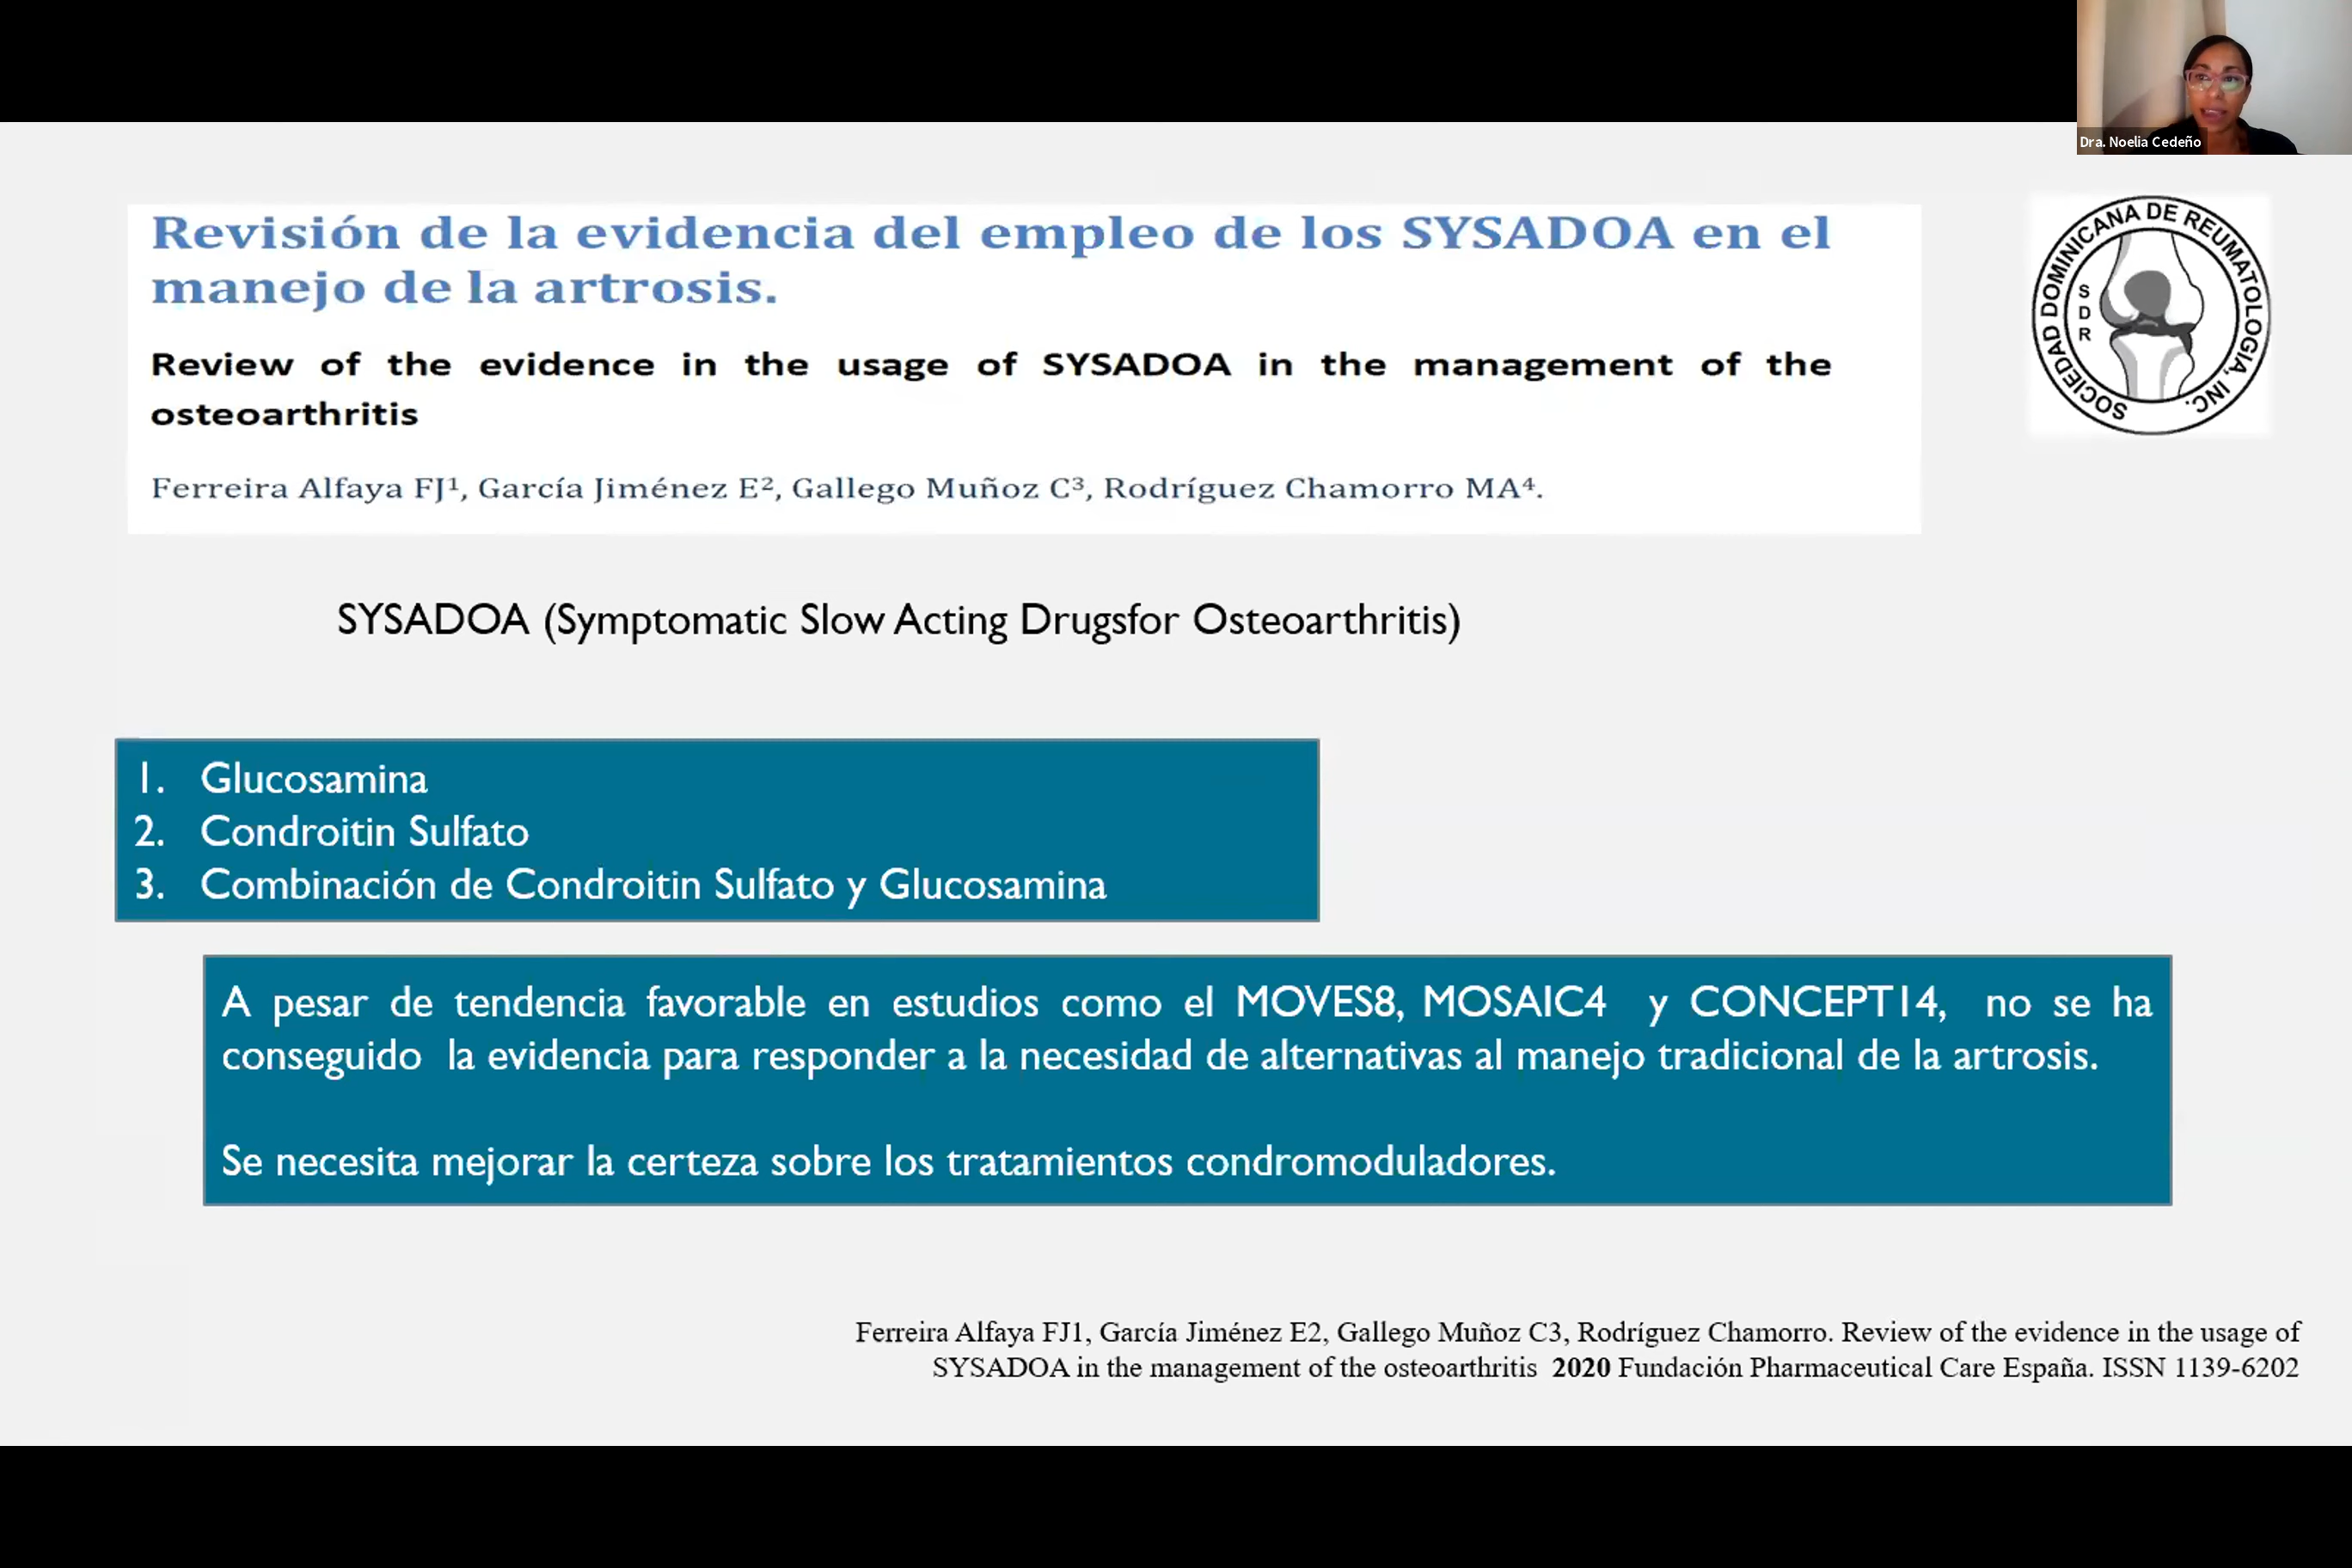 Dra. Noelia Cedeño
Revisión de la evidencia del empleo de los SYSADOA en el
manejo de la artrosis.
Review of the evidence in the usage of SYSADOA in the management of the
osteoarthritis
Ferreira Alfaya FJ¹, García Jiménez E², Gallego Muñoz C³, Rodríguez Chamorro MA⁴.
SOCIEDAD DOMINICANA DE REUMATOLOGIA, INC.
S
D
R
SYSADOA (Symptomatic Slow Acting Drugsfor Osteoarthritis)
1. Glucosamina
2. Condroitin Sulfato
3. Combinación de Condroitin Sulfato y Glucosamina
A pesar de tendencia favorable en estudios como el MOVES8, MOSAIC4 y CONCEPT14, no se ha
conseguido la evidencia para responder a la necesidad de alternativas al manejo tradicional de la artrosis.
Se necesita mejorar la certeza sobre los tratamientos condromoduladores.
Ferreira Alfaya FJ1, García Jiménez E2, Gallego Muñoz C3, Rodríguez Chamorro. Review of the evidence in the usage of
SYSADOA in the management of the osteoarthritis 2020 Fundación Pharmaceutical Care España. ISSN 1139-6202